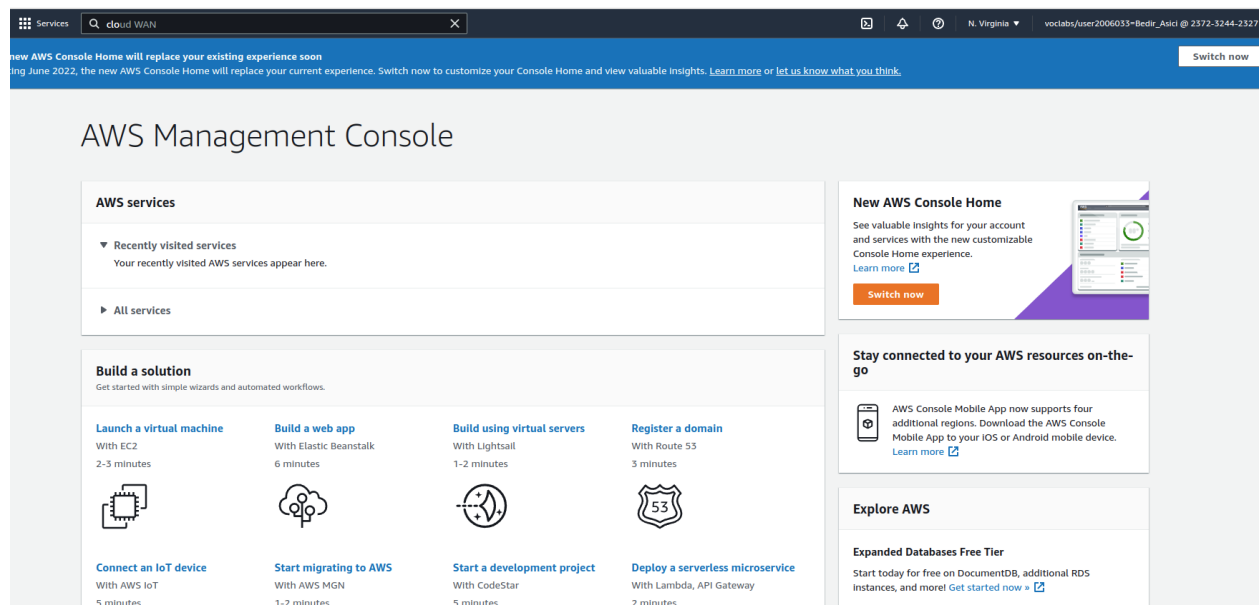 Services
cloud WAN
N. Virginia ▼
voclabs/user2006033=Bedir_Asici @ 2372-3244-2327
new AWS Console Home will replace your existing experience soon
ing June 2022, the new AWS Console Home will replace your current experience. Switch now to customize your Console Home and view valuable insights. Learn more or let us know what you think.
Switch now
AWS Management Console
AWS services
▼ Recently visited services
Your recently visited AWS services appear here.
▶ All services
Build a solution
Get started with simple wizards and automated workflows.
Launch a virtual machine
With EC2
2-3 minutes
Build a web app
With Elastic Beanstalk
6 minutes
Build using virtual servers
With Lightsail
1-2 minutes
Register a domain
With Route 53
3 minutes
53
Connect an IoT device
With AWS IoT
5 minutes
Start migrating to AWS
With AWS MGN
1-2 minutes
Start a development project
With CodeStar
5 minutes
Deploy a serverless microservice
With Lambda, API Gateway
2 minutes
New AWS Console Home
See valuable insights for your account
and services with the new customizable
Console Home experience.
Learn more
Switch now
Stay connected to your AWS resources on-the-
go
AWS Console Mobile App now supports four
additional regions. Download the AWS Console
Mobile App to your iOS or Android mobile device.
Learn more
Explore AWS
Expanded Databases Free Tier
Start today for free on DocumentDB, additional RDS
instances, and more! Get started now »